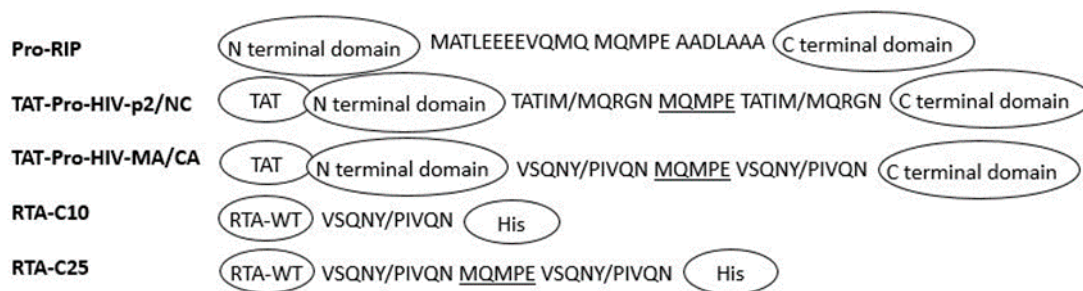 Pro-RIP N terminal domain MATLEEEEVQMQ MQMPE AADLAAA C terminal domain
TAT-Pro-HIV-p2/NC TAT N terminal domain TATIM/MQRGN MQMPE TATIM/MQRGN C terminal domain
TAT-Pro-HIV-MA/CA TAT N terminal domain VSQNY/PIVQN MQMPE VSQNY/PIVQN C terminal domain
RTA-C10 RTA-WT VSQNY/PIVQN His
RTA-C25 RTA-WT VSQNY/PIVQN MQMPE VSQNY/PIVQN His